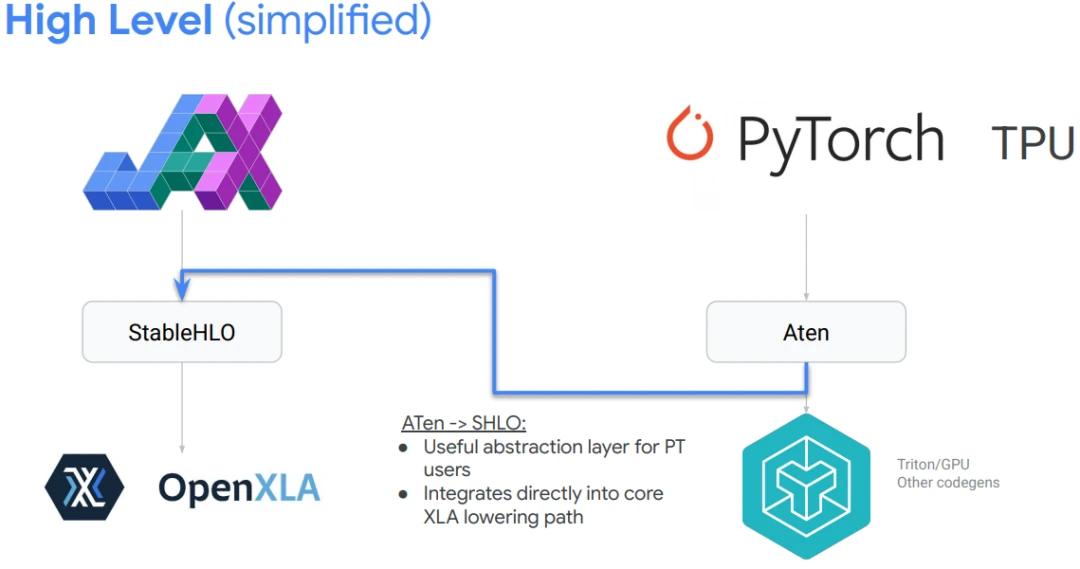 High Level (simplified)
JAX
PyTorch TPU
StableHLO
Aten
ATen -> SHLO:
● Useful abstraction layer for PT
users
● Integrates directly into core
XLA lowering path
OpenXLA
Triton/GPU
Other codegens